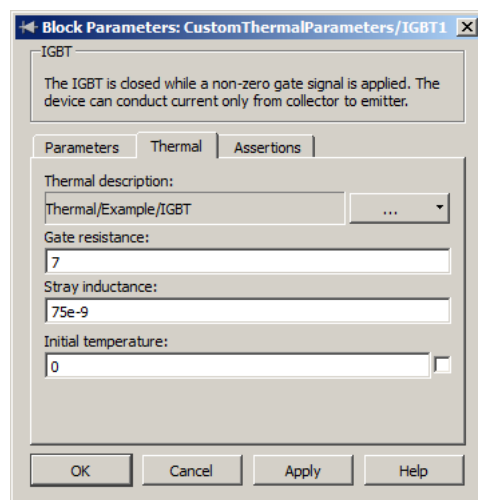 Block Parameters: CustomThermalParameters/IGBT1
IGBT
The IGBT is closed while a non-zero gate signal is applied. The
device can conduct current only from collector to emitter.
Parameters Thermal Assertions
Thermal description:
Thermal/Example/IGBT ...
Gate resistance:
7
Stray inductance:
75e-9
Initial temperature:
0
OK Cancel Apply Help